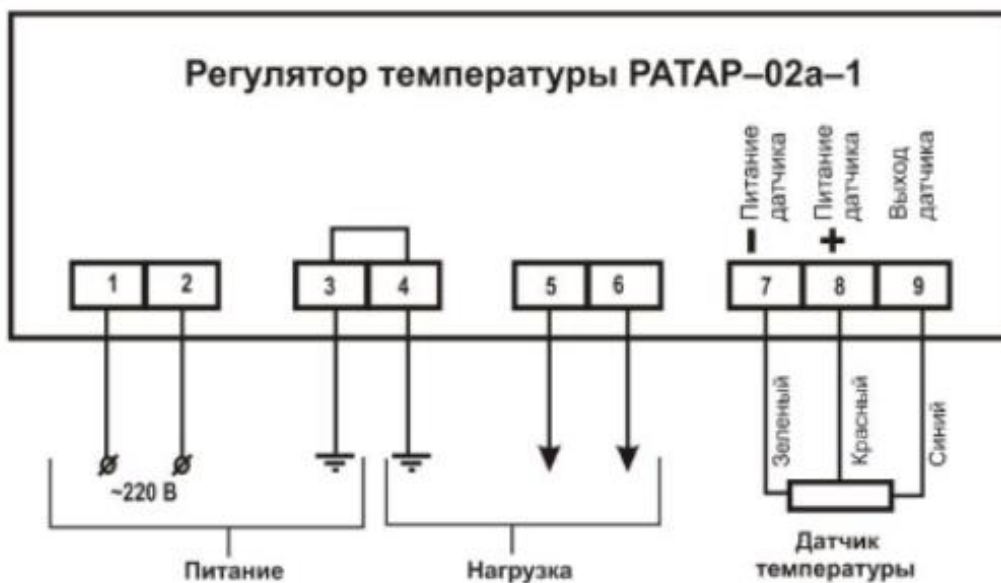 Регулятор температуры РАТАР–02а–1
− Питание
датчика
+ Питание
датчика
Выход
датчика
1 2 3 4 5 6 7 8 9
Зеленый
Красный
Синий
~220 В
Питание
Нагрузка
Датчик
температуры